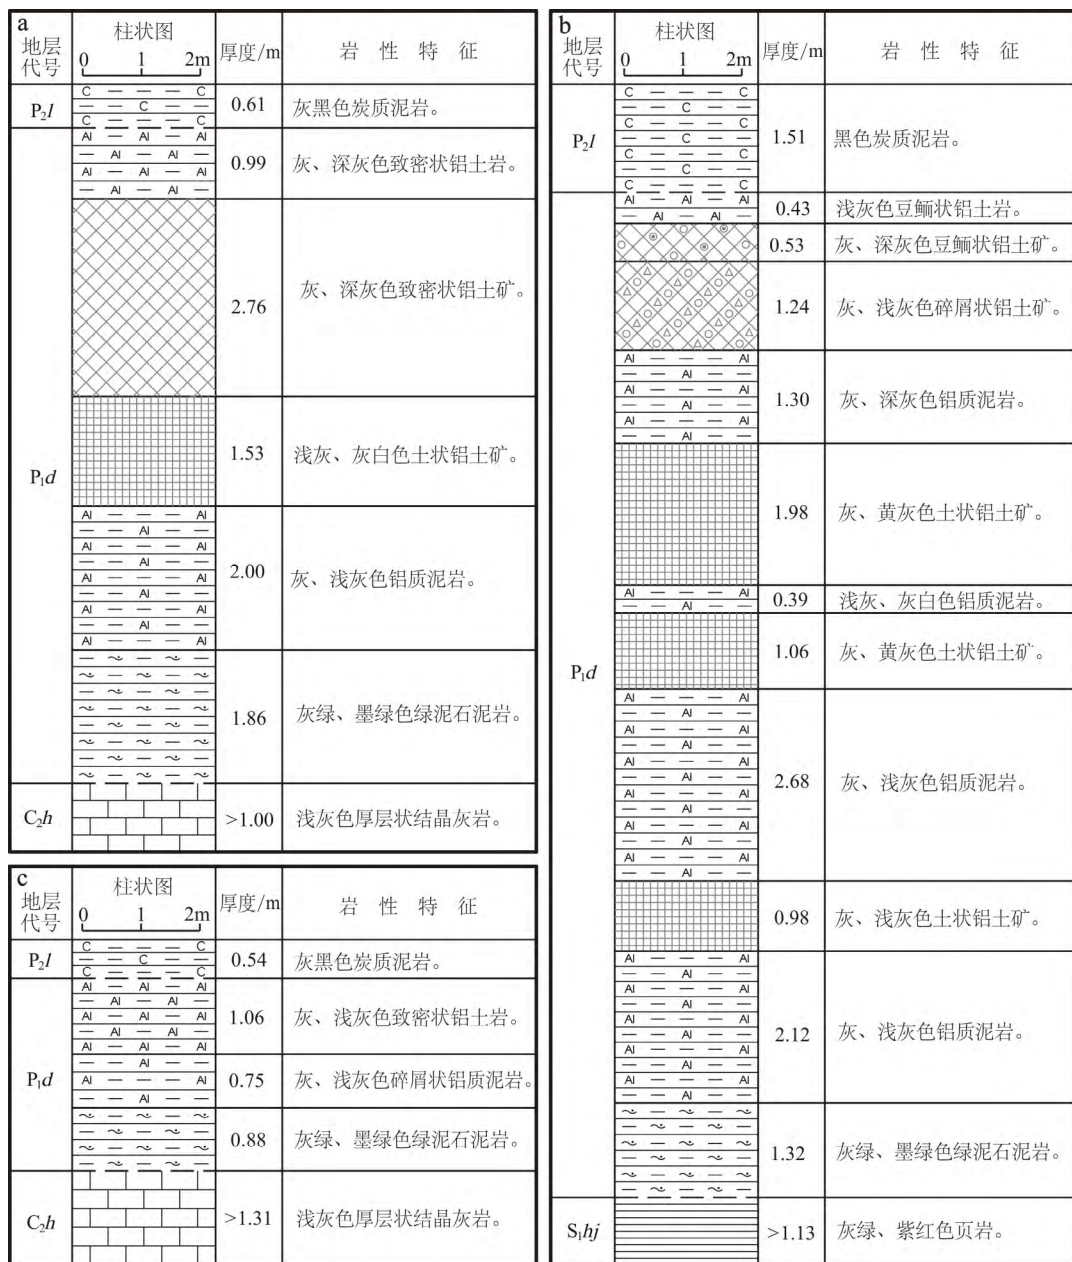 a
地层
代号
柱状图
0 1 2m
厚度/m
岩 性 特 征
P₂l
0.61
灰黑色炭质泥岩。
P₁d
0.99
灰、深灰色致密状铝土岩。
2.76
灰、深灰色致密状铝土矿。
1.53
浅灰、灰白色土状铝土矿。
2.00
灰、浅灰色铝质泥岩。
1.86
灰绿、墨绿色绿泥石泥岩。
C₂h
>1.00
浅灰色厚层状结晶灰岩。
b
地层
代号
柱状图
0 1 2m
厚度/m
岩 性 特 征
P₂l
1.51
黑色炭质泥岩。
P₁d
0.43
浅灰色豆鲕状铝土岩。
0.53
灰、深灰色豆鲕状铝土矿。
1.24
灰、浅灰色碎屑状铝土矿。
1.30
灰、深灰色铝质泥岩。
1.98
灰、黄灰色土状铝土矿。
0.39
浅灰、灰白色铝质泥岩。
1.06
灰、黄灰色土状铝土矿。
2.68
灰、浅灰色铝质泥岩。
0.98
灰、浅灰色土状铝土矿。
2.12
灰、浅灰色铝质泥岩。
1.32
灰绿、墨绿色绿泥石泥岩。
S₁hj
>1.13
灰绿、紫红色页岩。
c
地层
代号
柱状图
0 1 2m
厚度/m
岩 性 特 征
P₂l
0.54
灰黑色炭质泥岩。
P₁d
1.06
灰、浅灰色致密状铝土岩。
0.75
灰、浅灰色碎屑状铝质泥岩。
0.88
灰绿、墨绿色绿泥石泥岩。
C₂h
>1.31
浅灰色厚层状结晶灰岩。